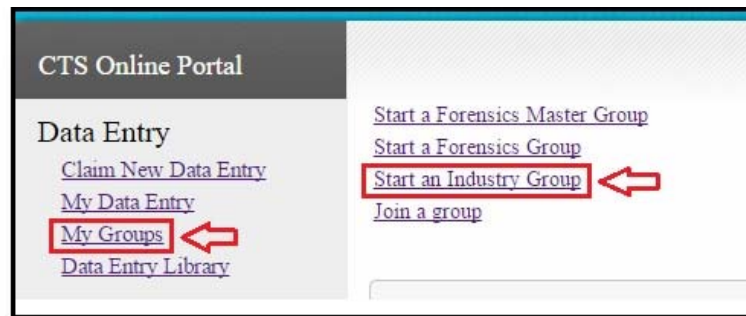 CTS Online Portal
Data Entry
Claim New Data Entry
My Data Entry
My Groups
Data Entry Library
Start a Forensics Master Group
Start a Forensics Group
Start an Industry Group
Join a group